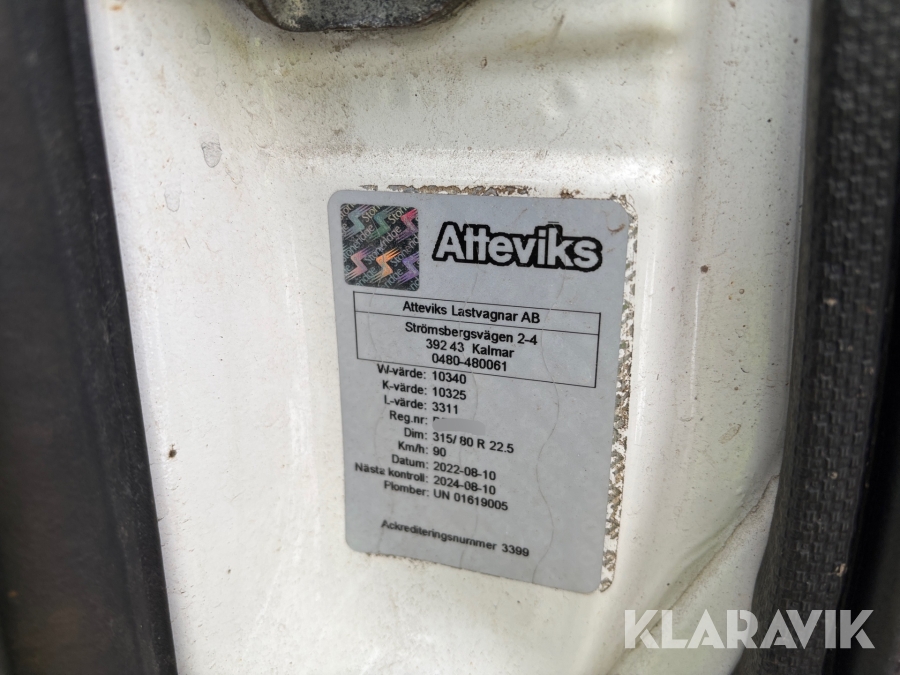 Stoneridge
Atteviks
Atteviks Lastvagnar AB
Strömsbergsvägen 2-4
392 43 Kalmar
0480-480061
W-värde: 10340
K-värde: 10325
L-värde: 3311
Reg.nr:
Dim: 315/ 80 R 22.5
Km/h: 90
Datum: 2022-08-10
Nästa kontroll: 2024-08-10
Plomber: UN 01619005
Ackrediteringsnummer 3399
KLARAVIK